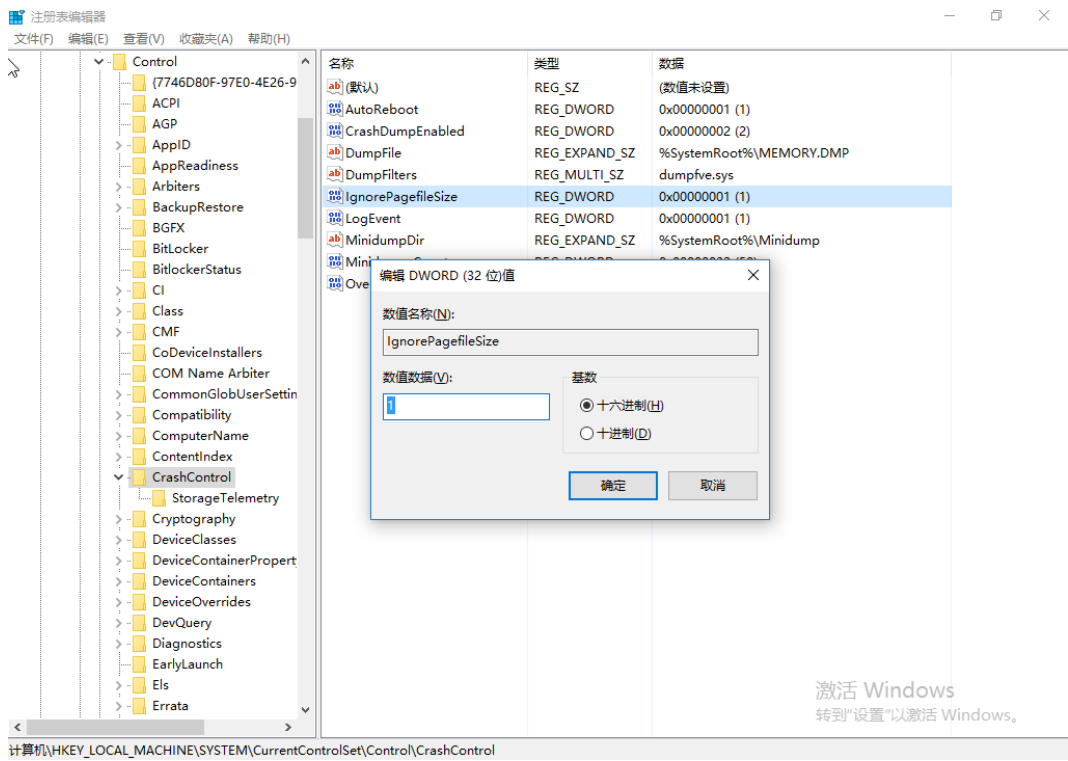 注册表编辑器
文件(F) 编辑(E) 查看(V) 收藏夹(A) 帮助(H)
Control
{7746D80F-97E0-4E26-9
ACPI
AGP
AppID
AppReadiness
Arbiters
BackupRestore
BGFX
BitLocker
BitlockerStatus
CI
Class
CMF
CoDeviceInstallers
COM Name Arbiter
CommonGlobUserSettin
Compatibility
ComputerName
ContentIndex
CrashControl
StorageTelemetry
Cryptography
DeviceClasses
DeviceContainerPropert
DeviceContainers
DeviceOverrides
DevQuery
Diagnostics
EarlyLaunch
Els
Errata
名称 类型 数据
(默认) REG_SZ (数值未设置)
AutoReboot REG_DWORD 0x00000001 (1)
CrashDumpEnabled REG_DWORD 0x00000002 (2)
DumpFile REG_EXPAND_SZ %SystemRoot%\MEMORY.DMP
DumpFilters REG_MULTI_SZ dumpfve.sys
IgnorePagefileSize REG_DWORD 0x00000001 (1)
LogEvent REG_DWORD 0x00000001 (1)
MinidumpDir REG_EXPAND_SZ %SystemRoot%\Minidump
Mini
Ove
编辑 DWORD (32 位)值
数值名称(N):
IgnorePagefileSize
数值数据(V): 基数
1 十六进制(H)
十进制(D)
确定 取消
激活 Windows
转到"设置"以激活 Windows。
计算机\HKEY_LOCAL_MACHINE\SYSTEM\CurrentControlSet\Control\CrashControl